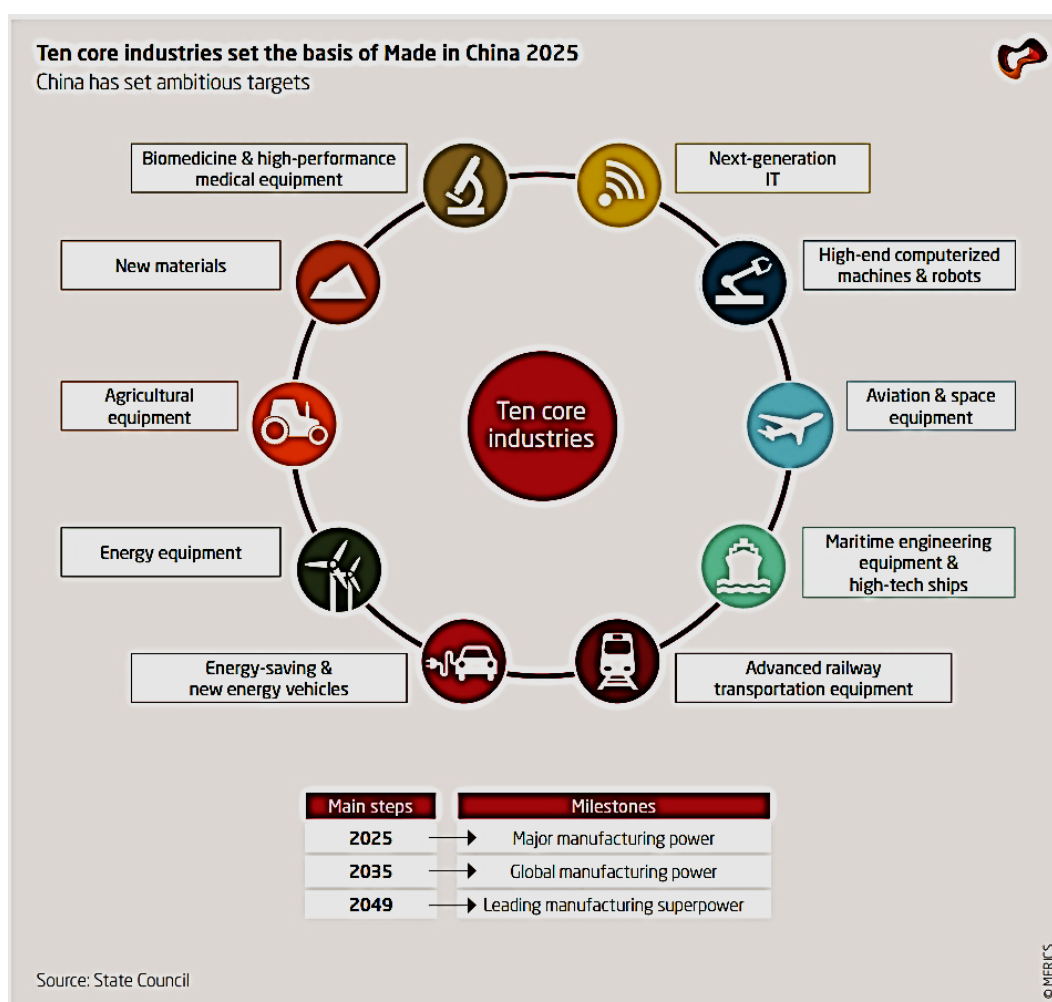 Ten core industries set the basis of Made in China 2025
China has set ambitious targets
Biomedicine & high-performance
medical equipment
Next-generation
IT
New materials
High-end computerized
machines & robots
Agricultural
equipment
Ten core
industries
Aviation & space
equipment
Energy equipment
Maritime engineering
equipment &
high-tech ships
Energy-saving &
new energy vehicles
Advanced railway
transportation equipment
Main steps Milestones
2025 Major manufacturing power
2035 Global manufacturing power
2049 Leading manufacturing superpower
Source: State Council
© MERICS